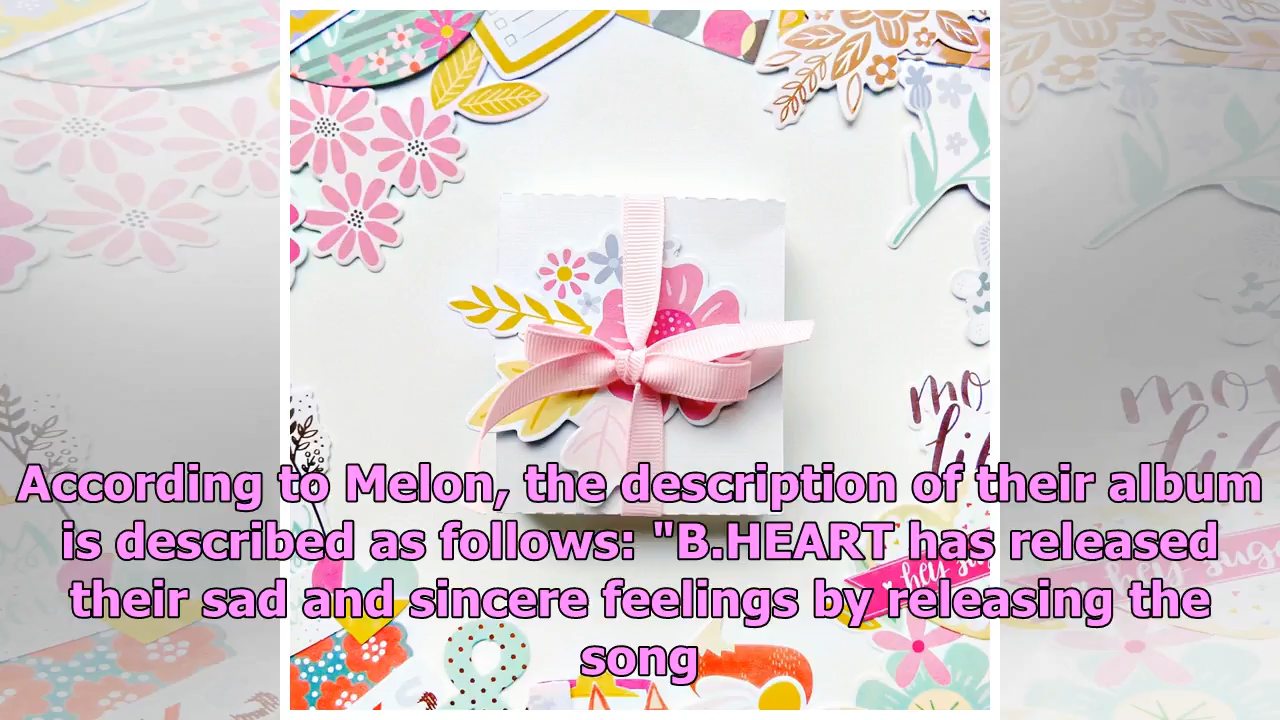 According to Melon, the description of their album
is described as follows: "B.HEART has released
their sad and sincere feelings by releasing the
song
hey